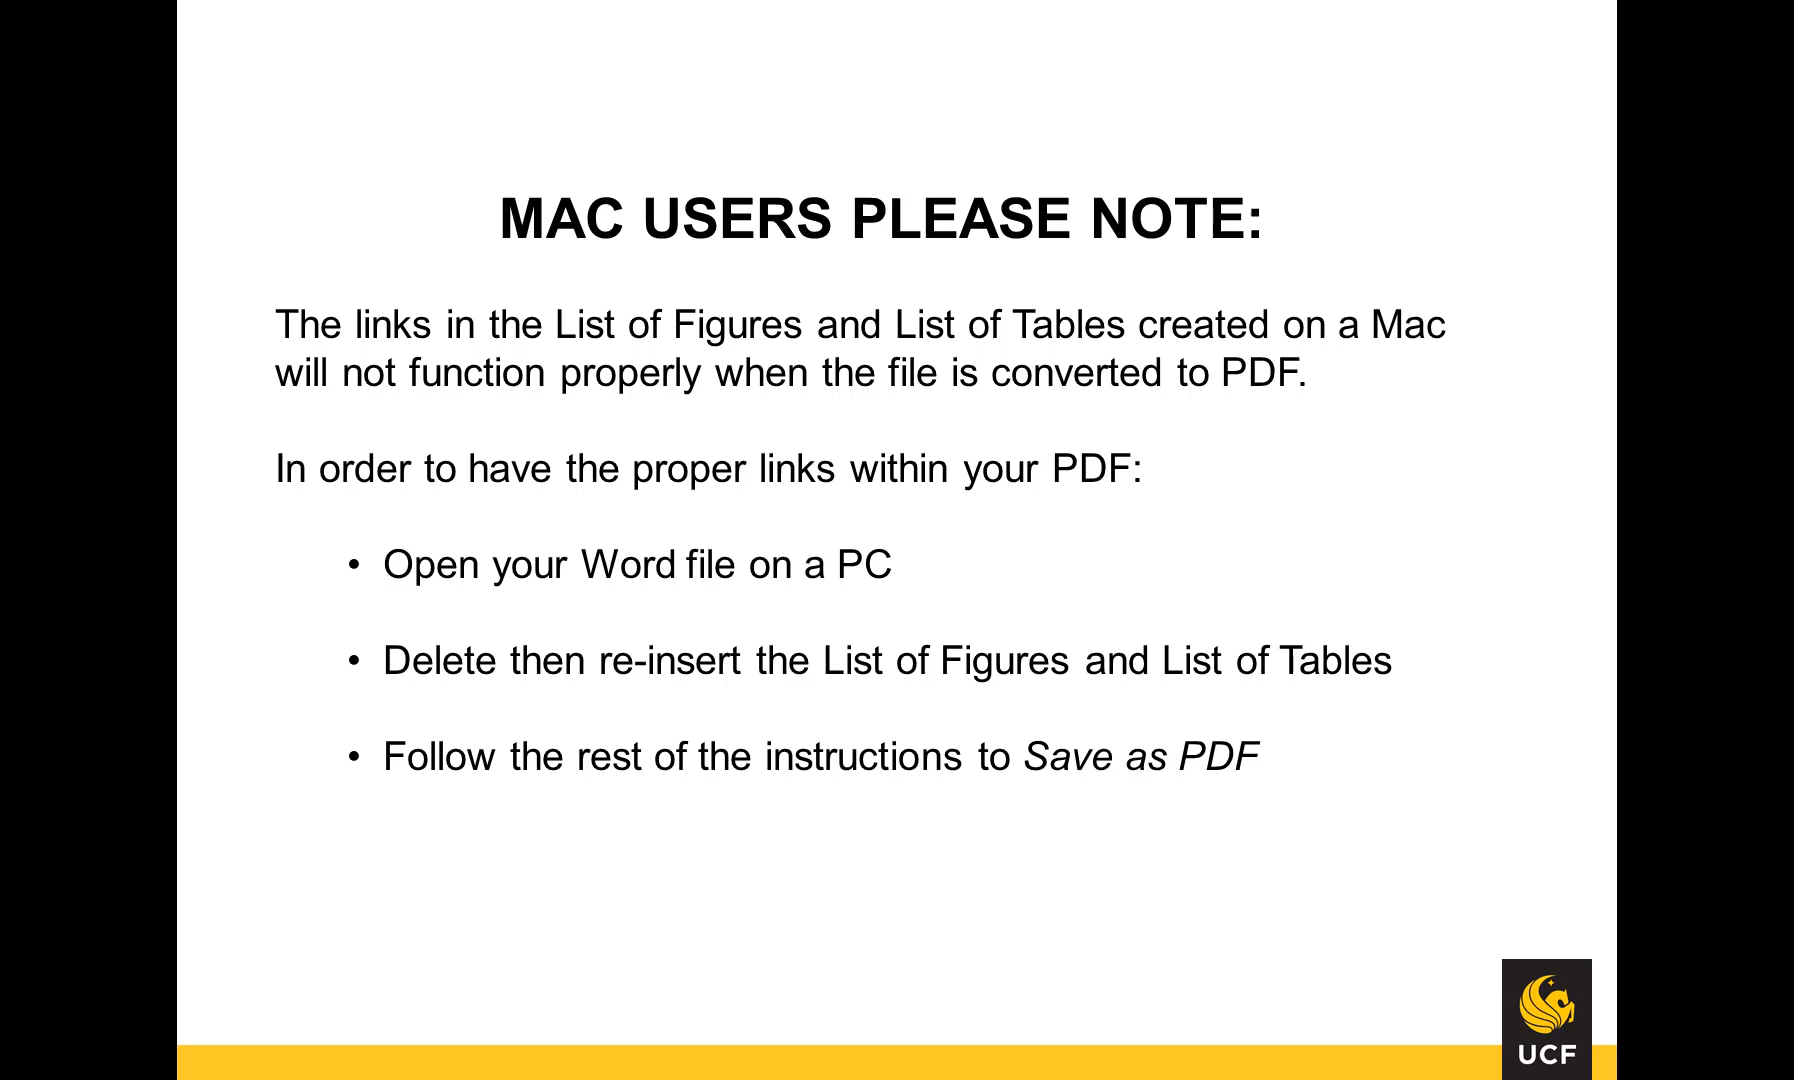 MAC USERS PLEASE NOTE:
The links in the List of Figures and List of Tables created on a Mac
will not function properly when the file is converted to PDF.
In order to have the proper links within your PDF:
• Open your Word file on a PC
• Delete then re-insert the List of Figures and List of Tables
• Follow the rest of the instructions to Save as PDF
UCF